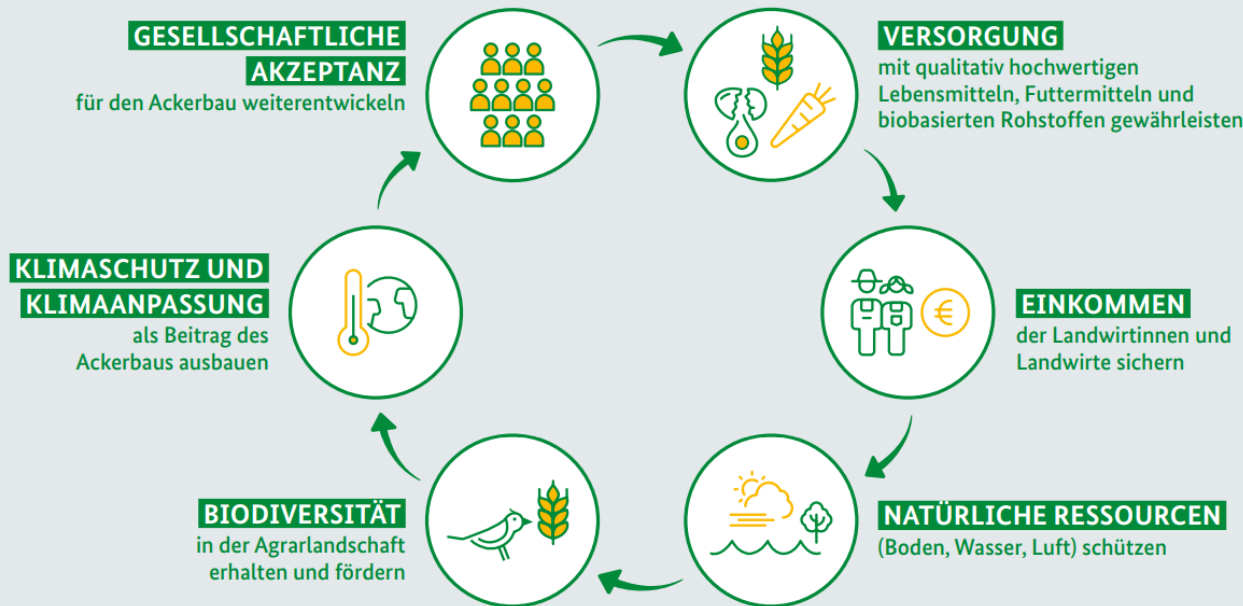 GESELLSCHAFTLICHE
AKZEPTANZ
für den Ackerbau weiterentwickeln
VERSORGUNG
mit qualitativ hochwertigen
Lebensmitteln, Futtermitteln und
biobasierten Rohstoffen gewährleisten
EINKOMMEN
der Landwirtinnen und
Landwirte sichern
€
NATÜRLICHE RESSOURCEN
(Boden, Wasser, Luft) schützen
BIODIVERSITÄT
in der Agrarlandschaft
erhalten und fördern
KLIMASCHUTZ UND
KLIMAANPASSUNG
als Beitrag des
Ackerbaus ausbauen